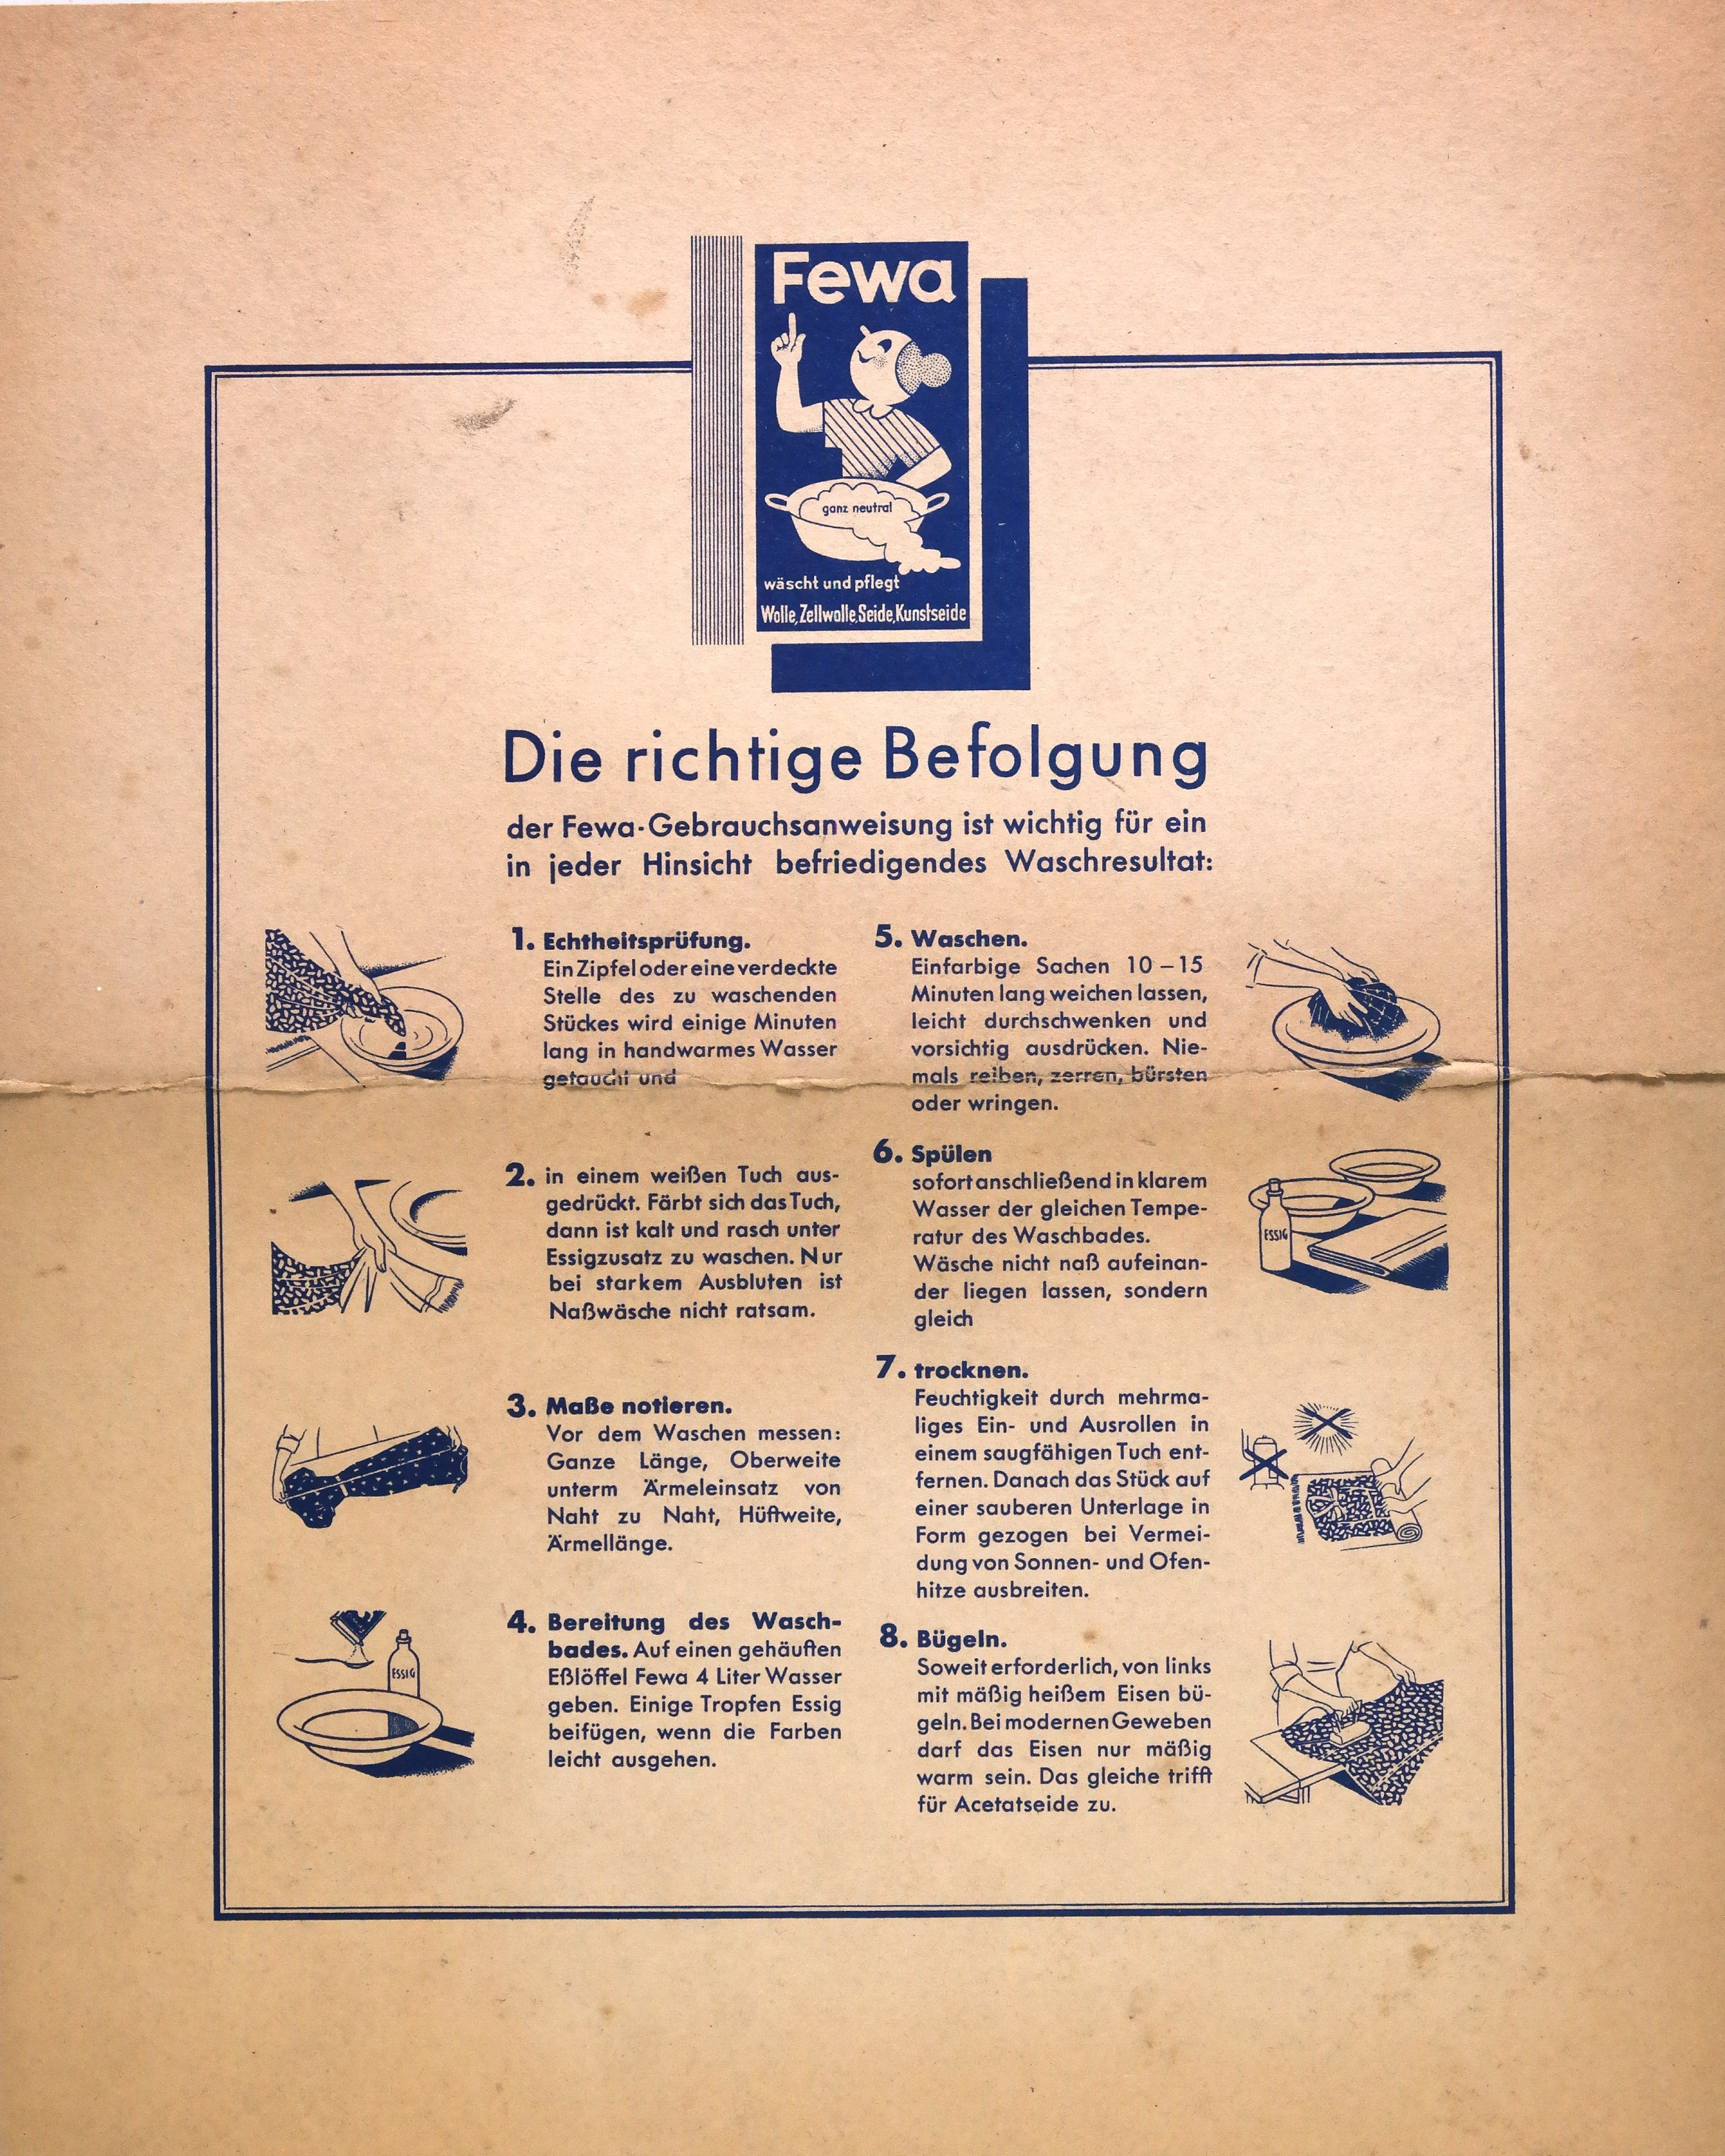 Fewa
ganz neutral
wäscht und pflegt
Wolle, Zellwolle, Seide, Kunstseide
Die richtige Befolgung
der Fewa-Gebrauchsanweisung ist wichtig für ein
in jeder Hinsicht befriedigendes Waschresultat:
1. Echtheitsprüfung.
Ein Zipfel oder eine verdeckte
Stelle des zu waschenden
Stückes wird einige Minuten
lang in handwarmes Wasser
getaucht und
2. in einem weißen Tuch aus-
gedrückt. Färbt sich das Tuch,
dann ist kalt und rasch unter
Essigzusatz zu waschen. Nur
bei starkem Ausbluten ist
Naßwäsche nicht ratsam.
3. Maße notieren.
Vor dem Waschen messen:
Ganze Länge, Oberweite
unterm Ärmeleinsatz von
Naht zu Naht, Hüftweite,
Ärmellänge.
ESSIG
4. Bereitung des Wasch-
bades. Auf einen gehäuften
Eßlöffel Fewa 4 Liter Wasser
geben. Einige Tropfen Essig
beifügen, wenn die Farben
leicht ausgehen.
5. Waschen.
Einfarbige Sachen 10 – 15
Minuten lang weichen lassen,
leicht durchschwenken und
vorsichtig ausdrücken. Nie-
mals reiben, zerren, bürsten
oder wringen.
6. Spülen
sofort anschließend in klarem
Wasser der gleichen Tempe-
ratur des Waschbades.
Wäsche nicht naß aufeinan-
der liegen lassen, sondern
gleich
ESSIG
7. trocknen.
Feuchtigkeit durch mehrma-
liges Ein- und Ausrollen in
einem saugfähigen Tuch ent-
fernen. Danach das Stück auf
einer sauberen Unterlage in
Form gezogen bei Vermei-
dung von Sonnen- und Ofen-
hitze ausbreiten.
8. Bügeln.
Soweit erforderlich, von links
mit mäßig heißem Eisen bü-
geln. Bei modernen Geweben
darf das Eisen nur mäßig
warm sein. Das gleiche trifft
für Acetatseide zu.